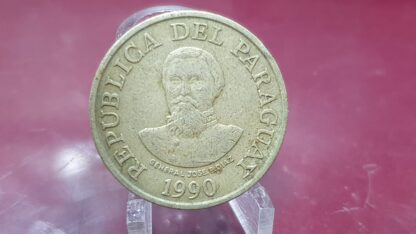 REPUBLICA DEL PARAGUAY
GENERAL JOSE E. DIAZ
1990